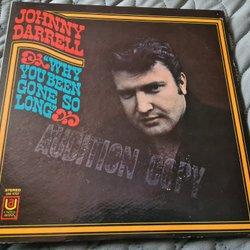 JOHNNY
DARRELL
"WHY
YOU BEEN
GONE SO
LONG"
AUDITION COPY
STEREO